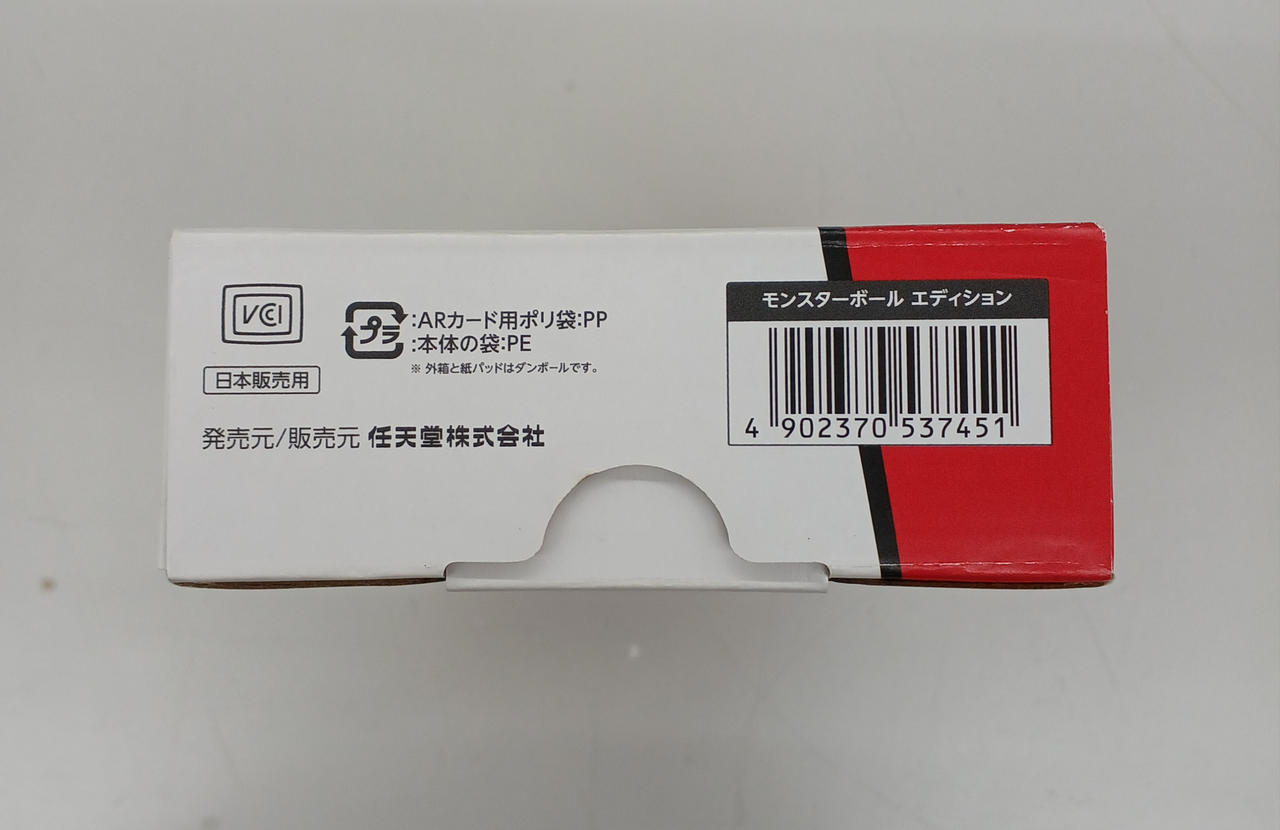 VCCI
日本販売用
プラ
:ARカード用ポリ袋:PP
:本体の袋:PE
※ 外箱と紙パッドはダンボールです。
発売元/販売元 任天堂株式会社
モンスターボール エディション
4 902370 537451